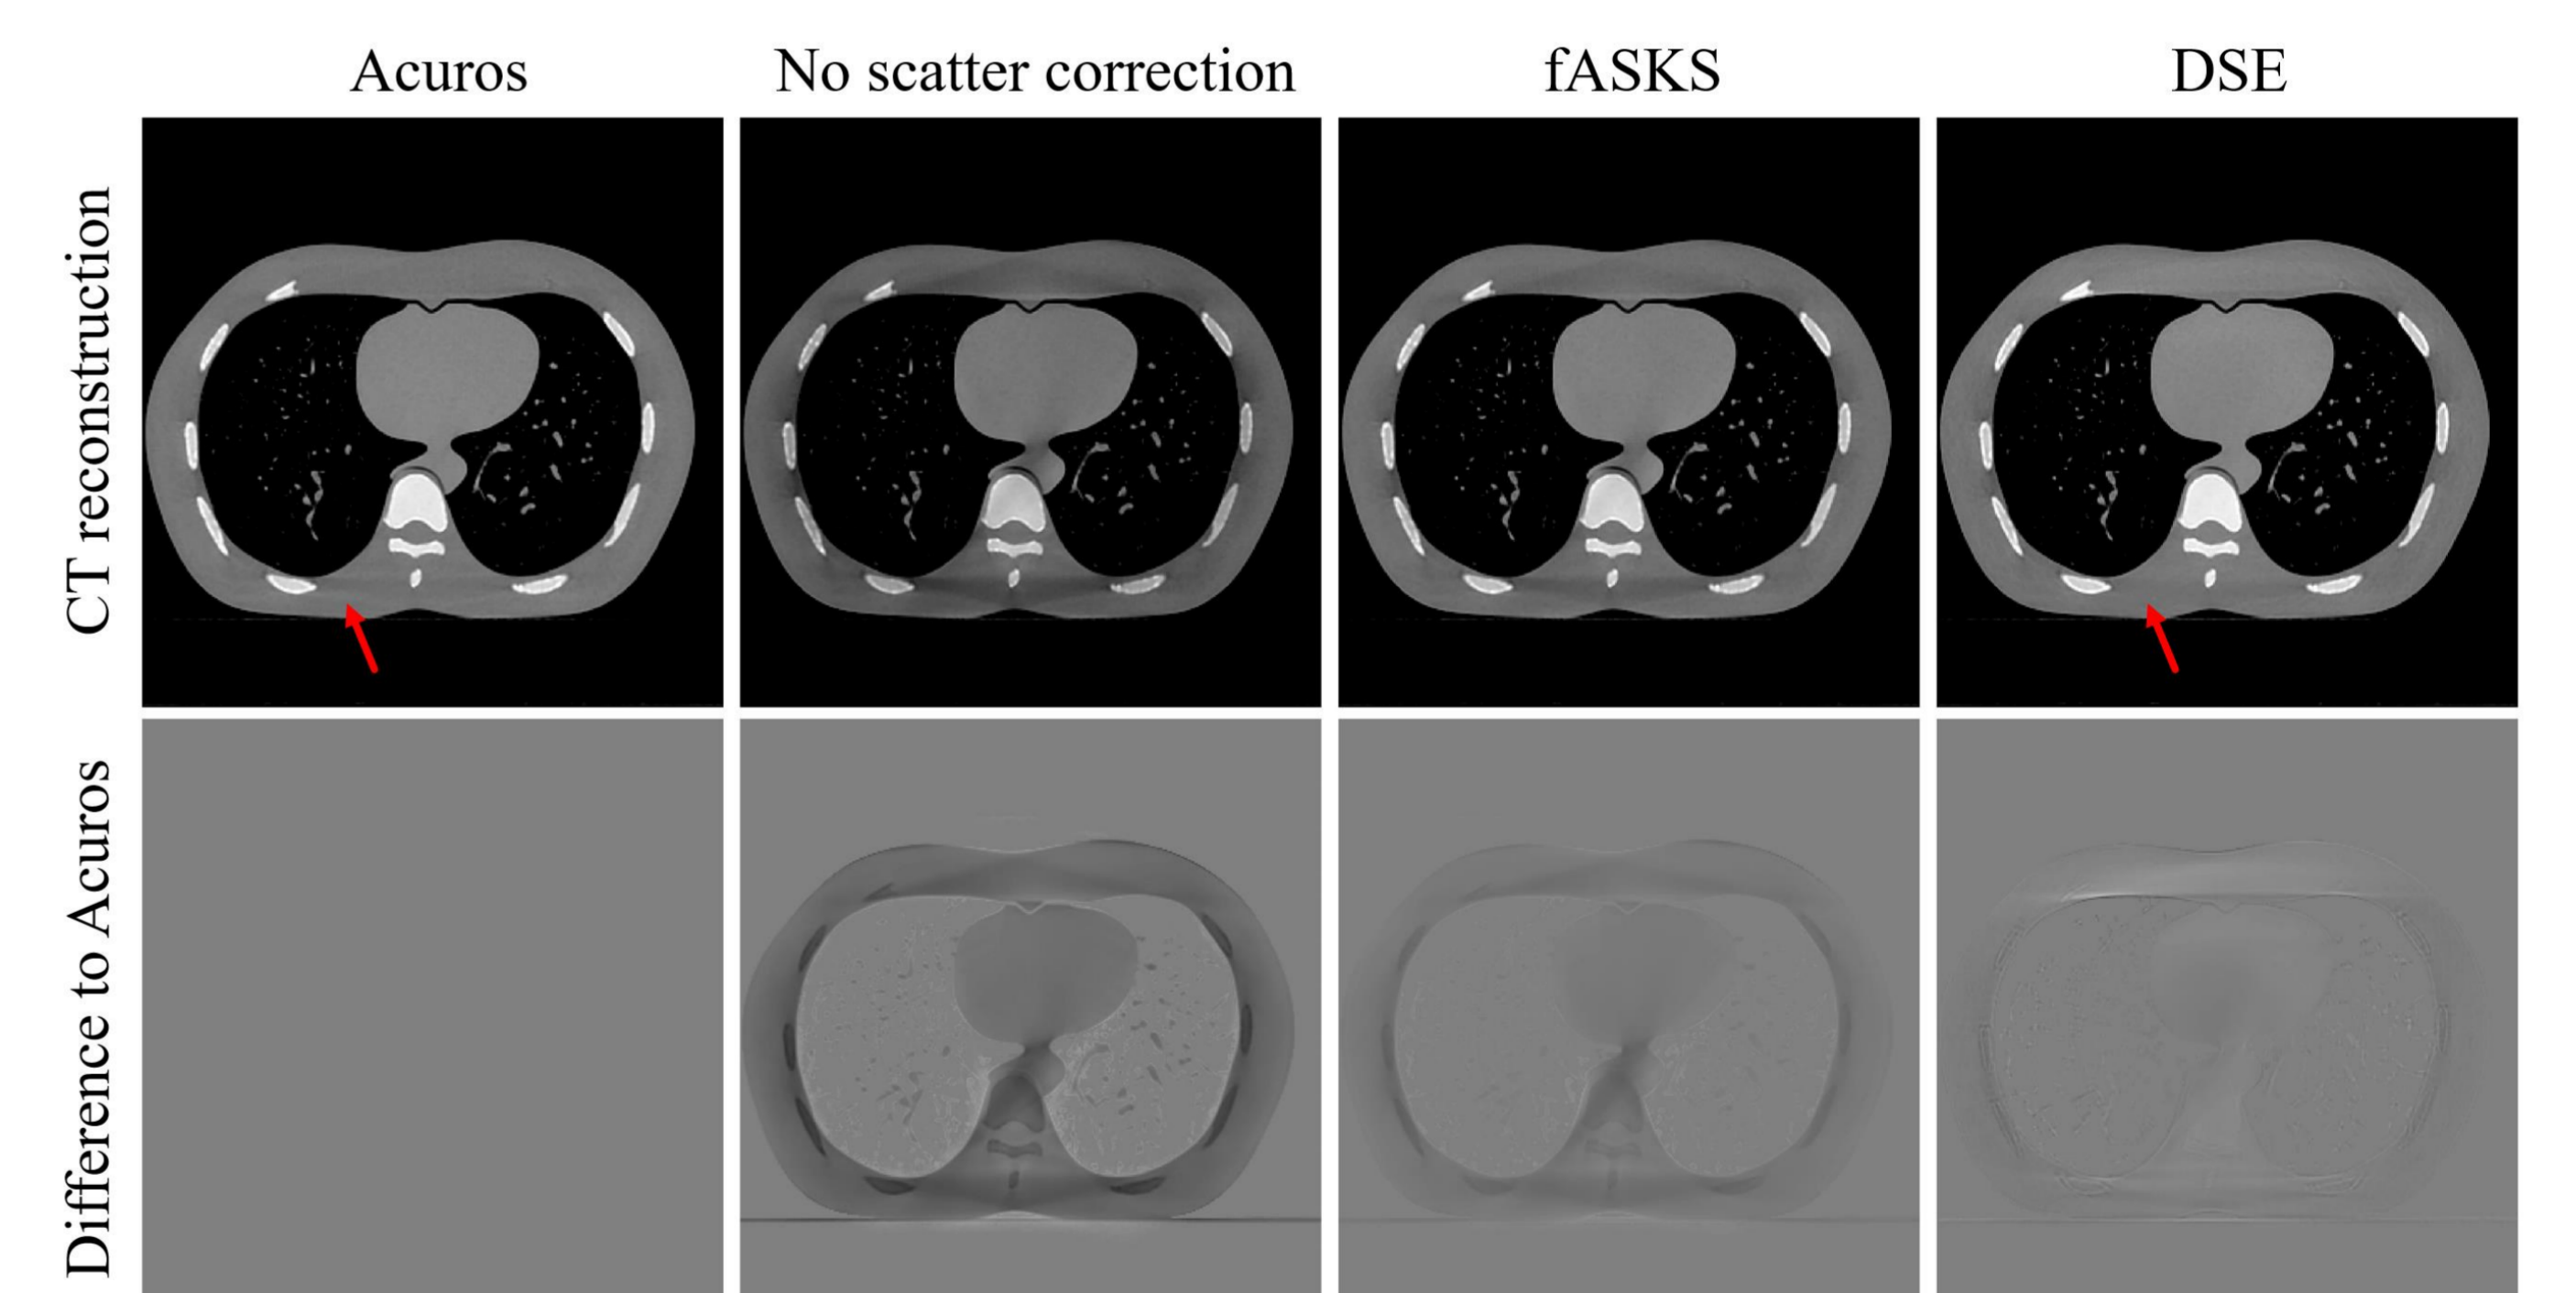 Acuros
No scatter correction
fASKS
DSE
CT reconstruction
Difference to Acuros